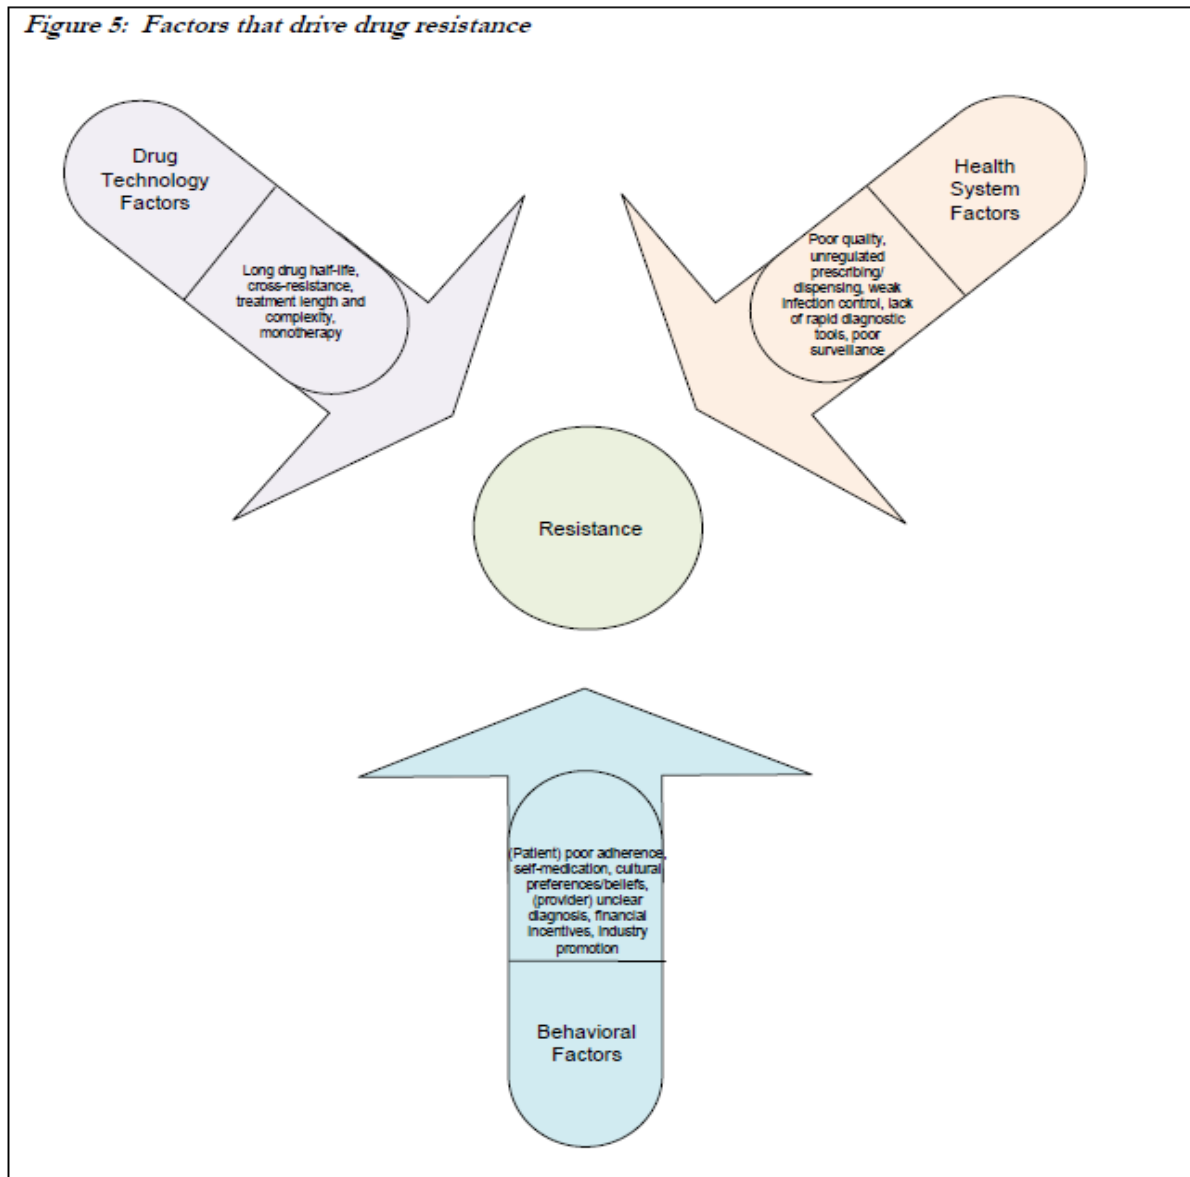 Figure 5: Factors that drive drug resistance
Drug
Technology
Factors
Long drug half-life,
cross-resistance,
treatment length and
complexity,
monotherapy
Health
System
Factors
Poor quality,
unregulated
prescribing/
dispensing, weak
infection control, lack
of rapid diagnostic
tools, poor
surveillance
Resistance
(Patient) poor adherence,
self-medication, cultural
preferences/beliefs,
(provider) unclear
diagnosis, financial
incentives, industry
promotion
Behavioral
Factors